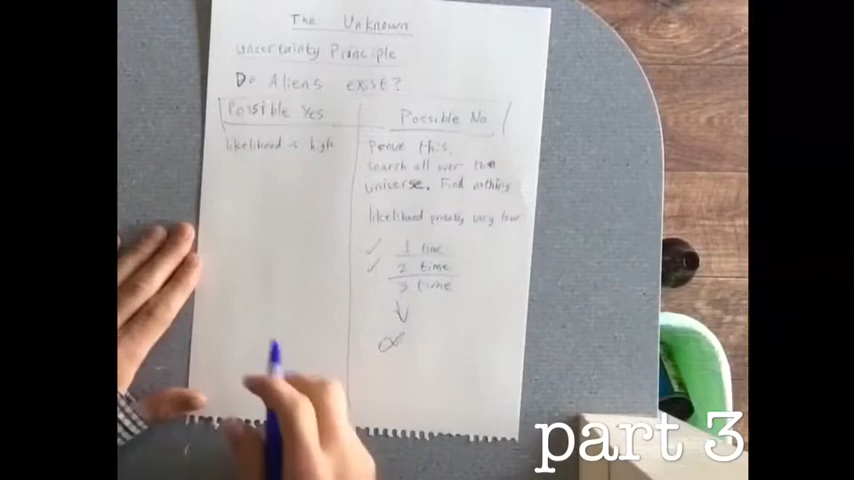 The Unknown
Uncertainty Principle
Do Aliens exist?
Possible Yes
Possible No
likelihood is high
Prove this.
search all over the
universe. Find nothing
likelihood probably very low
✓ 1 time
✓ 2 time
3 time
↓
∞
part 3